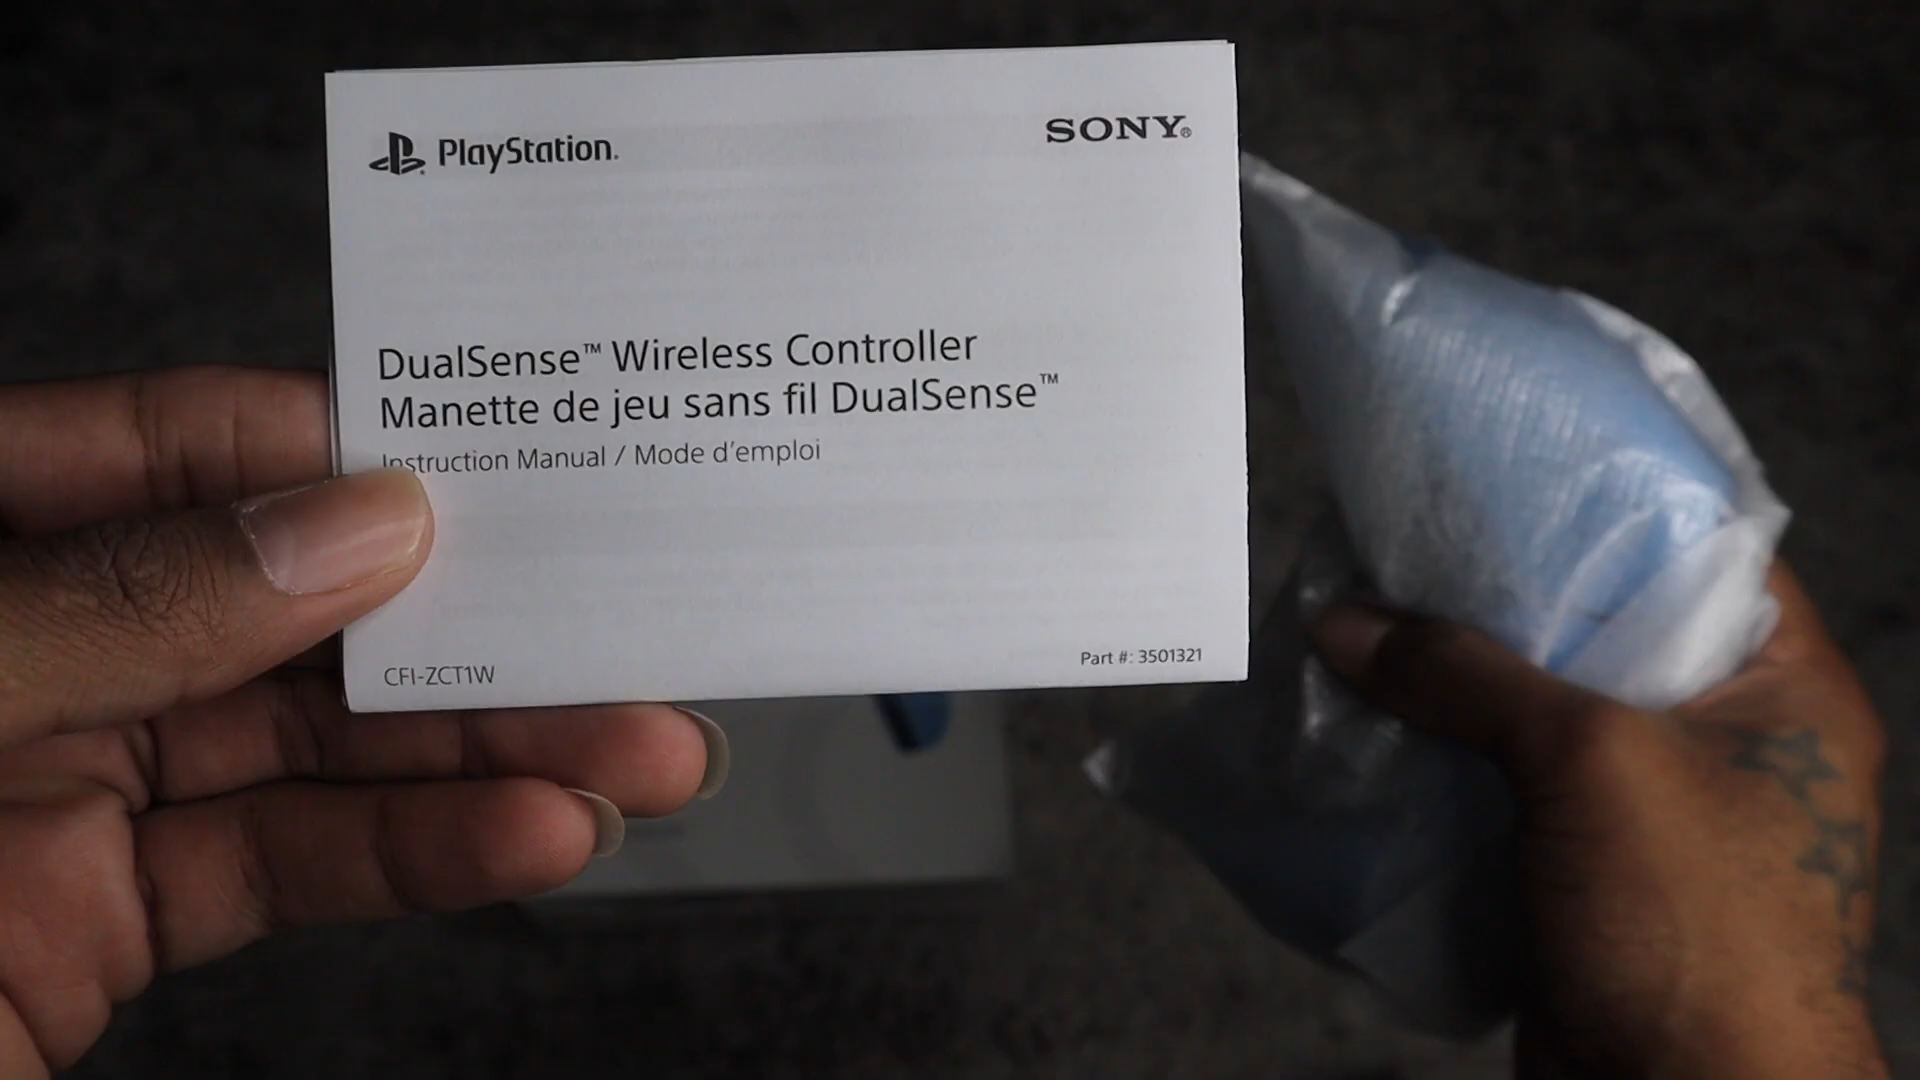 PlayStation®
SONY®
DualSense™ Wireless Controller
Manette de jeu sans fil DualSense™
Instruction Manual / Mode d'emploi
CFI-ZCT1W
Part #: 3501321